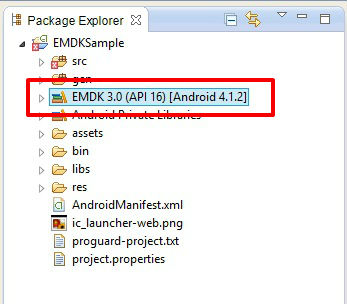 Package Explorer
EMDKSample
src
gen
EMDK 3.0 (API 16) [Android 4.1.2]
Android Private Libraries
assets
bin
libs
res
AndroidManifest.xml
ic_launcher-web.png
proguard-project.txt
project.properties